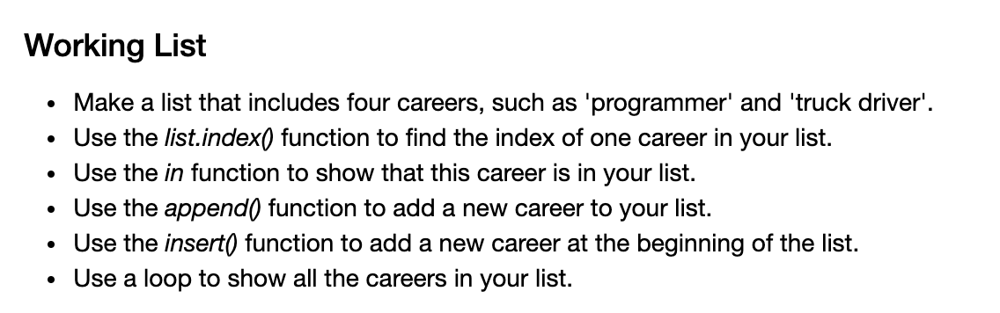 Working List
• Make a list that includes four careers, such as 'programmer' and 'truck driver'.
• Use the list.index() function to find the index of one career in your list.
• Use the in function to show that this career is in your list.
• Use the append() function to add a new career to your list.
• Use the insert() function to add a new career at the beginning of the list.
• Use a loop to show all the careers in your list.